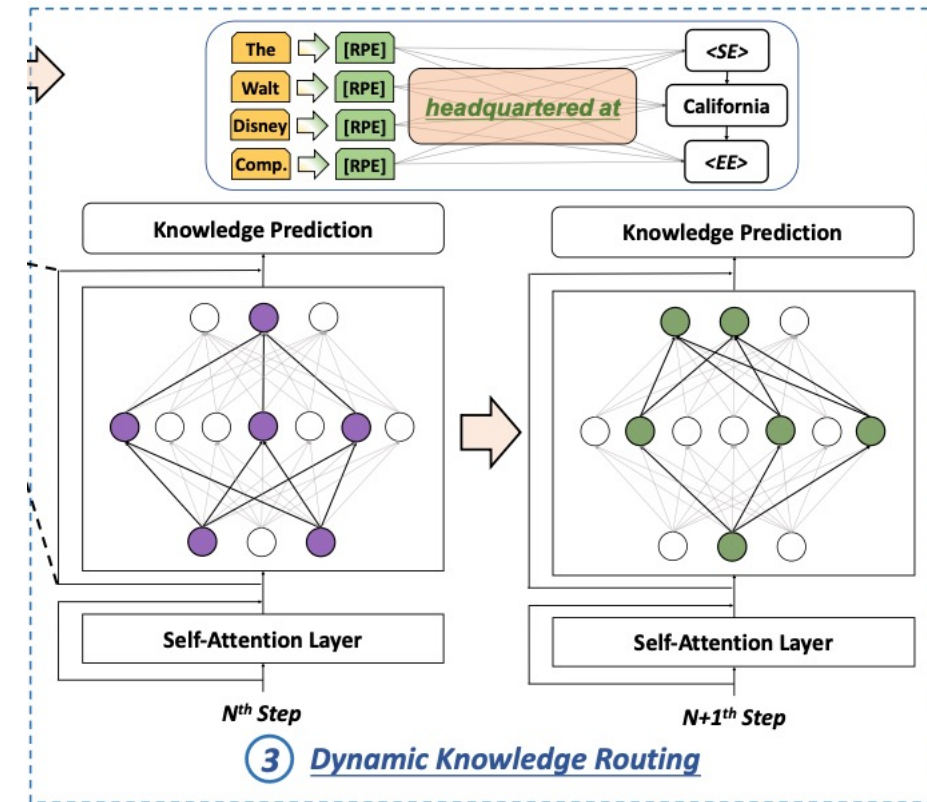 The [RPE] <SE>
Walt [RPE] headquartered at California
Disney [RPE]
Comp. [RPE] <EE>
Knowledge Prediction Knowledge Prediction
Self-Attention Layer Self-Attention Layer
Nth Step N+1th Step
3 Dynamic Knowledge Routing